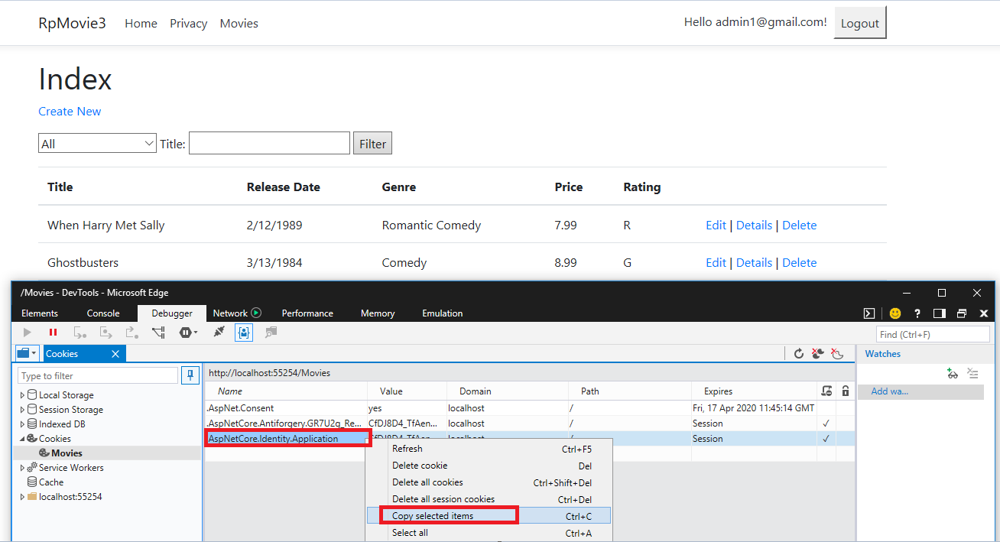 RpMovie3 Home Privacy Movies Hello admin1@gmail.com! Logout
Index
Create New
All Title: Filter
Title Release Date Genre Price Rating
When Harry Met Sally 2/12/1989 Romantic Comedy 7.99 R Edit | Details | Delete
Ghostbusters 3/13/1984 Comedy 8.99 G Edit | Details | Delete
/Movies - DevTools - Microsoft Edge
Elements Console Debugger Network Performance Memory Emulation
Find (Ctrl+F)
Cookies Watches
Type to filter http://localhost:55254/Movies
Name Value Domain Path Expires Add wa...
Local Storage
Session Storage
Indexed DB
Cookies
Movies
Service Workers
Cache
localhost:55254
.AspNet.Consent yes localhost / Fri, 17 Apr 2020 11:45:14 GMT
.AspNetCore.Antiforgery.GR7U2q_Re... CfDJ8D4_TfAen... localhost / Session ✓
.AspNetCore.Identity.Application CfDJ8D4_TfAen... localhost / Session ✓
Refresh Ctrl+F5
Delete cookie Del
Delete all cookies Ctrl+Shift+Del
Delete all session cookies Ctrl+Del
Copy selected items Ctrl+C
Select all Ctrl+A